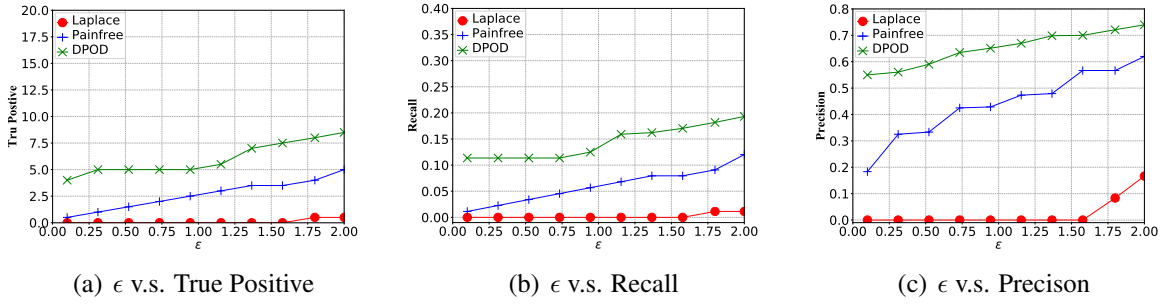 Tru Postive
20.0
17.5
15.0
12.5
10.0
7.5
5.0
2.5
0.0
Laplace
Painfree
DPOD
0.00 0.25 0.50 0.75 1.00 1.25 1.50 1.75 2.00
ε
(a) ϵ v.s. True Positive
Recall
0.40
0.35
0.30
0.25
0.20
0.15
0.10
0.05
0.00
Laplace
Painfree
DPOD
0.00 0.25 0.50 0.75 1.00 1.25 1.50 1.75 2.00
ε
(b) ϵ v.s. Recall
Precision
0.8
0.7
0.6
0.5
0.4
0.3
0.2
0.1
0.0
Laplace
Painfree
DPOD
0.00 0.25 0.50 0.75 1.00 1.25 1.50 1.75 2.00
ε
(c) ϵ v.s. Precison